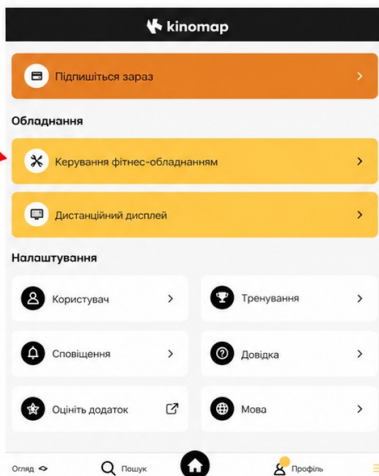 kinomap
Підпишіться зараз
Обладнання
Керування фітнес-обладнанням
Дистанційний дисплей
Налаштування
Користувач
Тренування
Сповіщення
Довідка
Оцініть додаток
Мова
Огляд
Пошук
Профіль